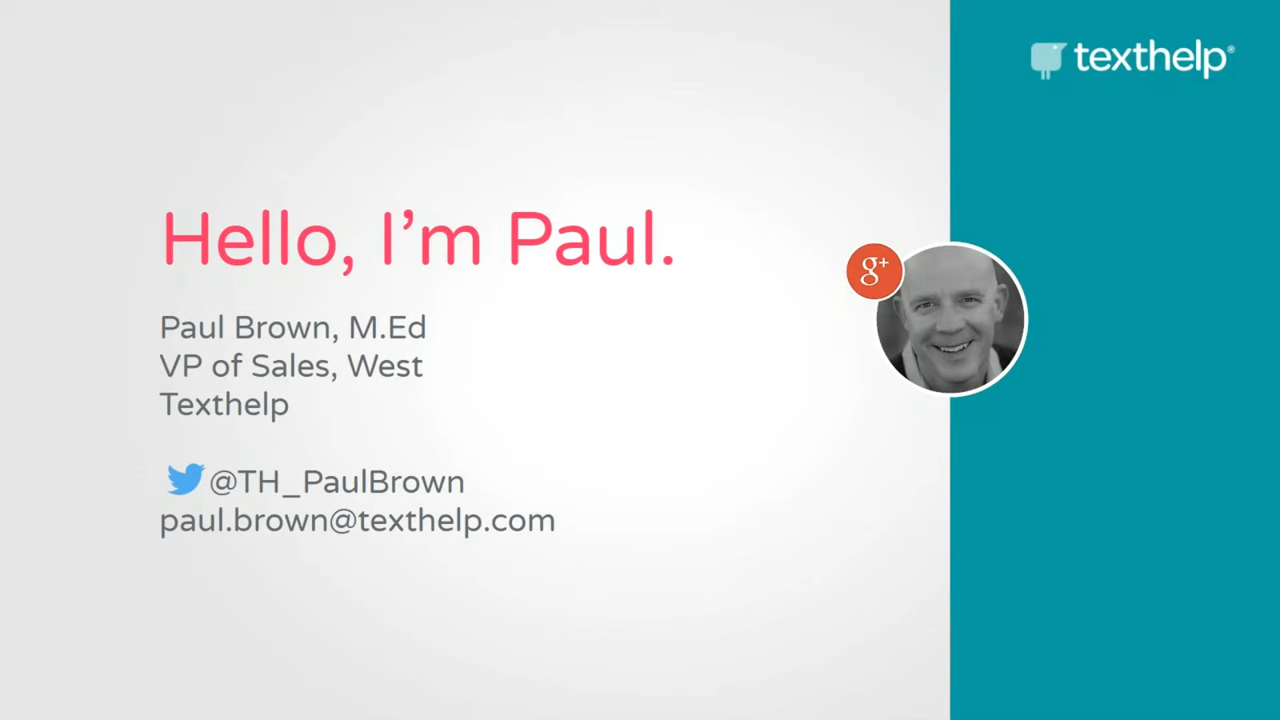 texthelp®
Hello, I'm Paul.
g+
Paul Brown, M.Ed
VP of Sales, West
Texthelp
@TH_PaulBrown
paul.brown@texthelp.com